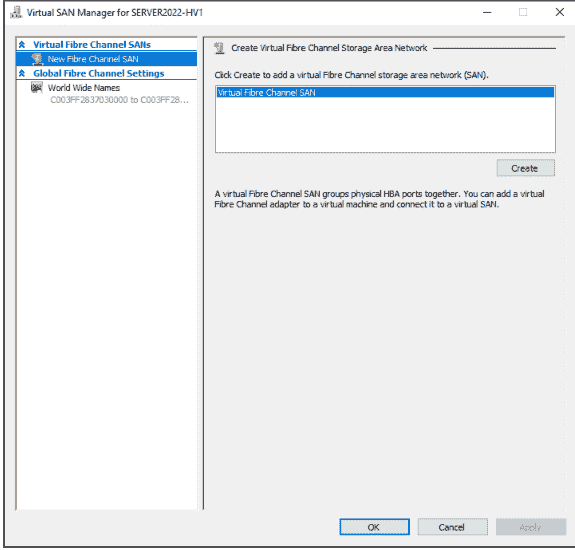 Virtual SAN Manager for SERVER2022-HV1
Virtual Fibre Channel SANs
New Fibre Channel SAN
Global Fibre Channel Settings
World Wide Names
C003FF2837030000 to C003FF28...
Create Virtual Fibre Channel Storage Area Network
Click Create to add a virtual Fibre Channel storage area network (SAN).
Virtual Fibre Channel SAN
Create
A virtual Fibre Channel SAN groups physical HBA ports together. You can add a virtual
Fibre Channel adapter to a virtual machine and connect it to a virtual SAN.
OK
Cancel
Apply